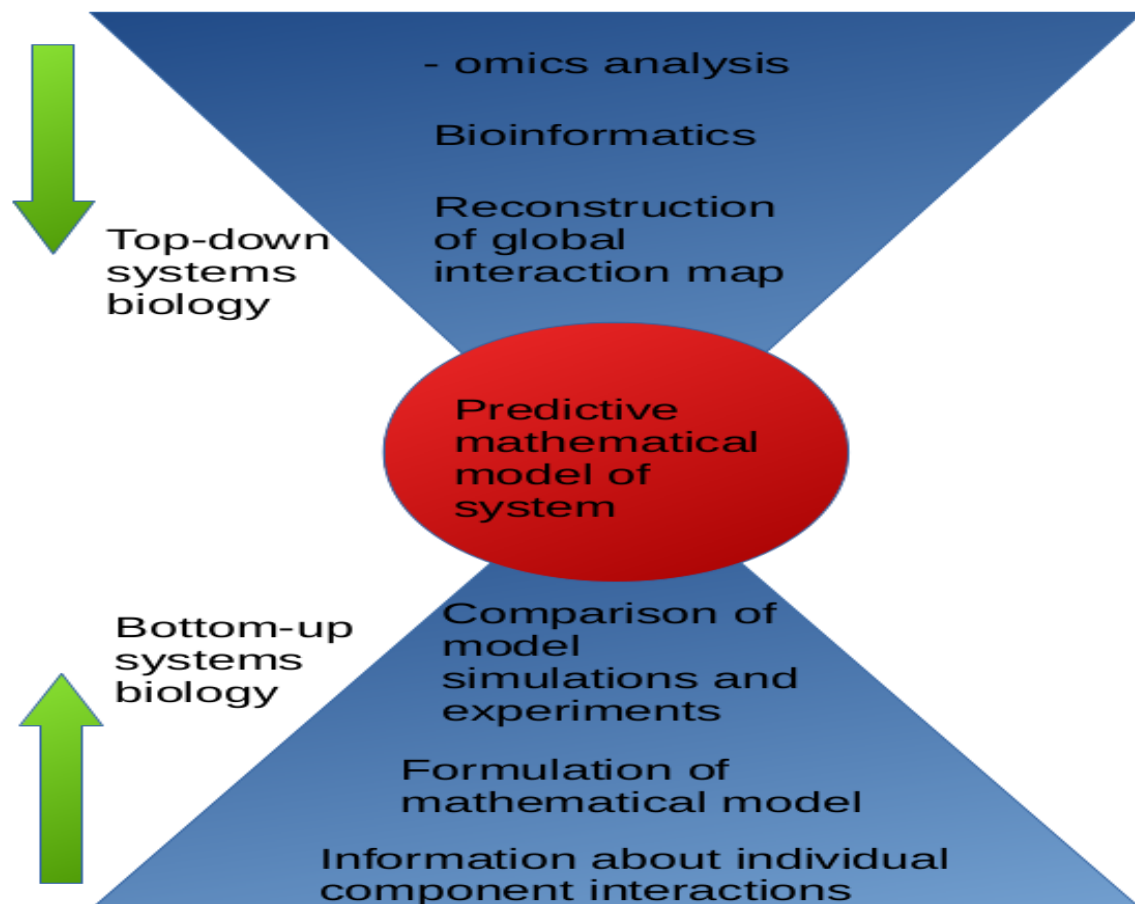 - omics analysis
Bioinformatics
Reconstruction
of global
interaction map
Top-down
systems
biology
Predictive
mathematical
model of
system
Bottom-up
systems
biology
Comparison of
model
simulations and
experiments
Formulation of
mathematical model
Information about individual
component interactions